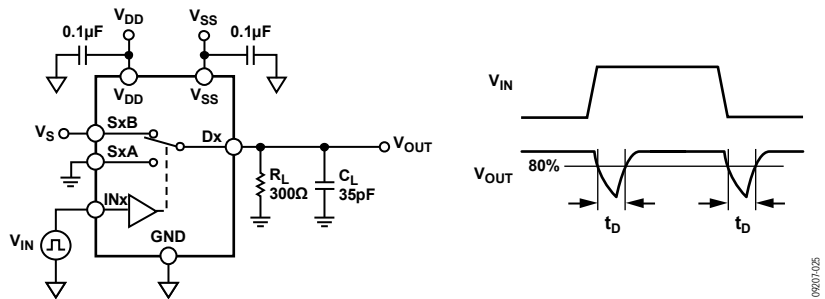 VDD
VSS
0.1µF
0.1µF
VDD
VSS
VS
SxB
Dx
VOUT
SxA
RL
300Ω
CL
35pF
INx
VIN
GND
VIN
VOUT
80%
tD
tD
09207-025